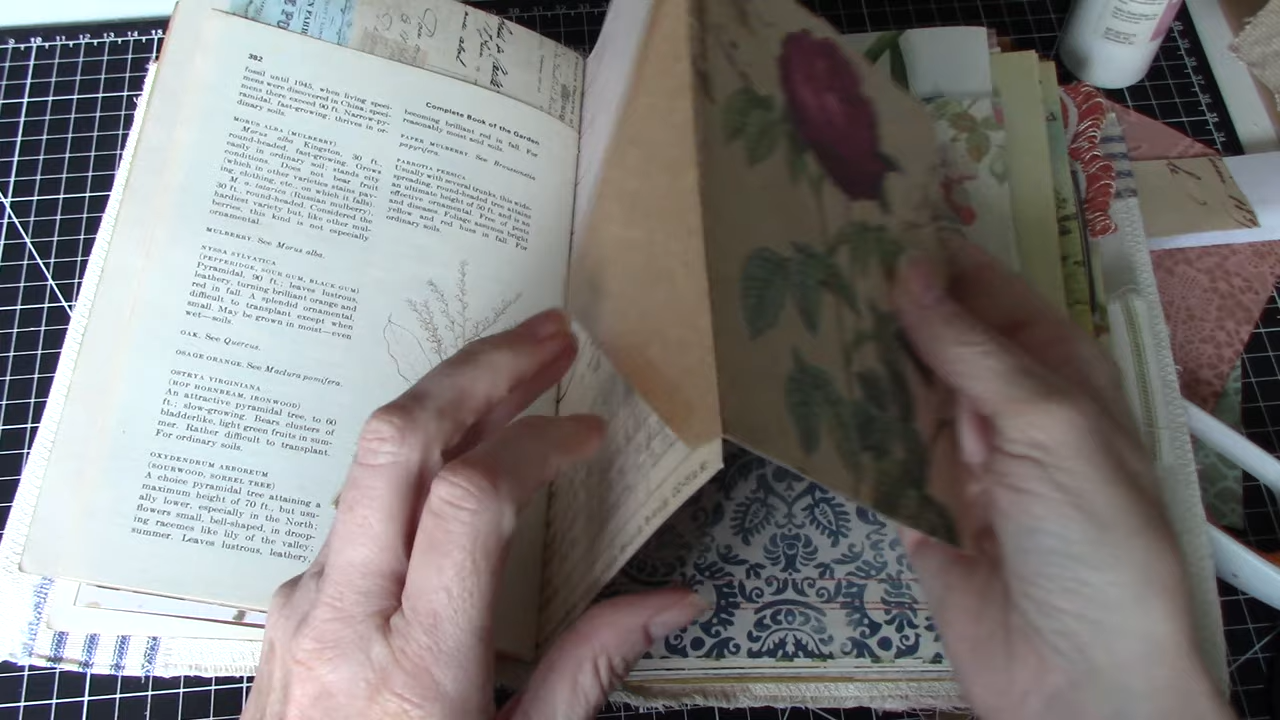 382
Complete Book of the Garden
fossil until 1945, when living speci-
mens were discovered in China; speci-
mens there exceed 90 ft. Narrow-py-
ramidal, fast-growing; thrives in or-
dinary soils.
MORUS ALBA (MULBERRY)
Morus alba Kingston, 30 ft.,
round-headed, fast-growing. Grows
easily in ordinary soil; stands city
conditions. Does not bear fruit
(which in other varieties stains pav-
ing, clothing, etc., on which it falls).
M. a. tatarica (Russian mulberry),
30 ft., round-headed. Considered the
hardiest variety but, like other mul-
berries, this kind is not especially
ornamental.
MULBERRY. See Morus alba.
NYSSA SYLVATICA
(PEPPERIDGE, SOUR GUM, BLACK GUM)
Pyramidal, 90 ft.; leaves lustrous,
leathery, turning brilliant orange and
red in fall. A splendid ornamental,
difficult to transplant except when
small. May be grown in moist—even
wet—soils.
OAK. See Quercus.
OSAGE ORANGE. See Maclura pomifera.
OSTRYA VIRGINIANA
(HOP HORNBEAM, IRONWOOD)
An attractive pyramidal tree, to 60
ft.; slow-growing. Bears clusters of
bladderlike, light green fruits in sum-
mer. Rather difficult to transplant.
For ordinary soils.
OXYDENDRUM ARBOREUM
(SOURWOOD, SORREL TREE)
A choice pyramidal tree attaining a
maximum height of 70 ft., but usu-
ally lower, especially in the North;
flowers small, bell-shaped, in droop-
ing racemes like lily of the valley;
summer. Leaves lustrous, leathery,
becoming brilliant red in fall. For
reasonably moist acid soils.
PAPER MULBERRY. See Broussonetia
papyrifera.
PARROTIA PERSICA
Usually with several trunks, this wide-
spreading, round-headed tree attains
an ultimate height of 50 ft., and is an
effective ornamental. Free of pests
and diseases. Foliage assumes bright
yellow and red hues in fall. For
ordinary soils.